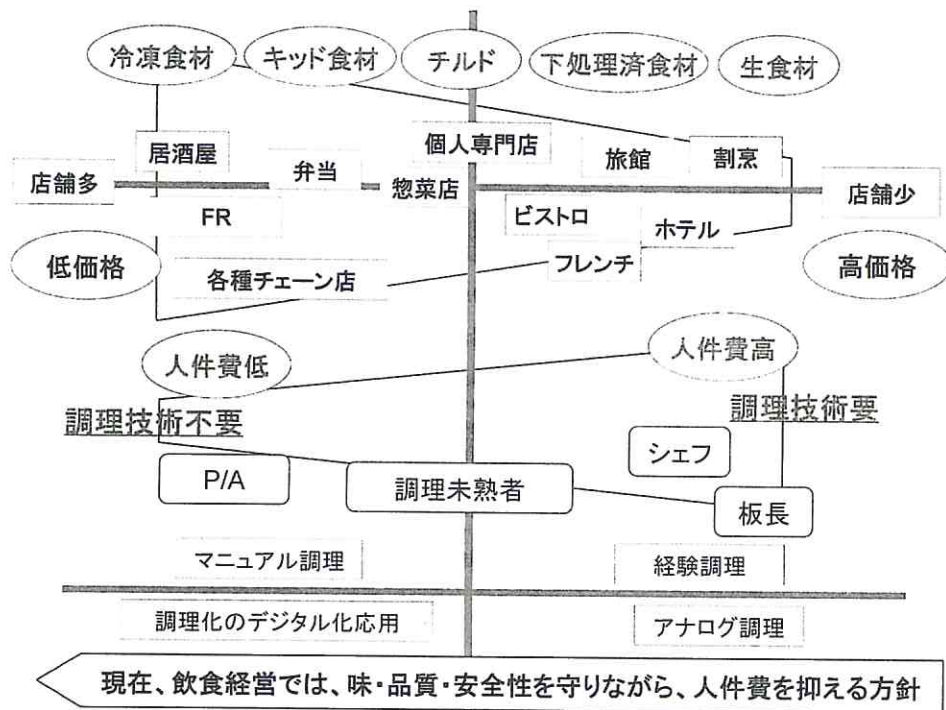 冷凍食材 キッド食材 チルド 下処理済食材 生食材
居酒屋 弁当 個人専門店 旅館 割烹
店舗多 惣菜店 店舗少
FR ビストロ ホテル
低価格 各種チェーン店 フレンチ 高価格
人件費低 人件費高
調理技術不要 調理技術要
P/A 調理未熟者 シェフ 板長
マニュアル調理 経験調理
調理化のデジタル化応用 アナログ調理
現在、飲食経営では、味・品質・安全性を守りながら、人件費を抑える方針